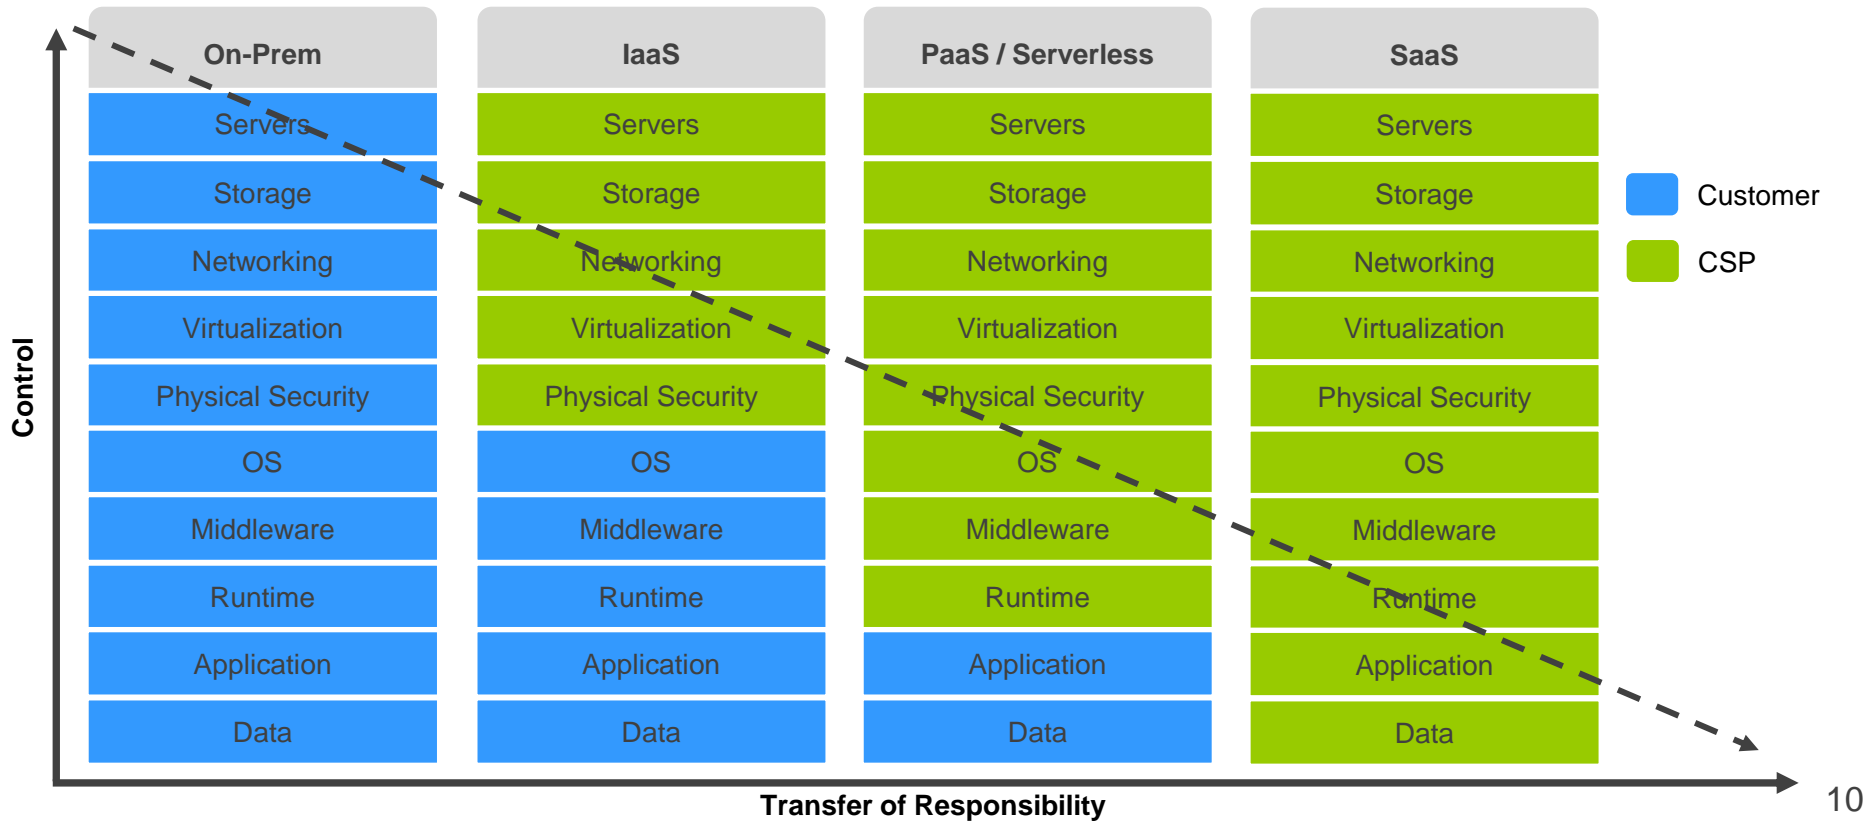 On-Prem
IaaS
PaaS / Serverless
SaaS
Servers
Servers
Servers
Servers
Storage
Storage
Storage
Storage
Networking
Networking
Networking
Networking
Virtualization
Virtualization
Virtualization
Virtualization
Physical Security
Physical Security
Physical Security
Physical Security
OS
OS
OS
OS
Middleware
Middleware
Middleware
Middleware
Runtime
Runtime
Runtime
Runtime
Application
Application
Application
Application
Data
Data
Data
Data
Customer
CSP
Control
Transfer of Responsibility
10